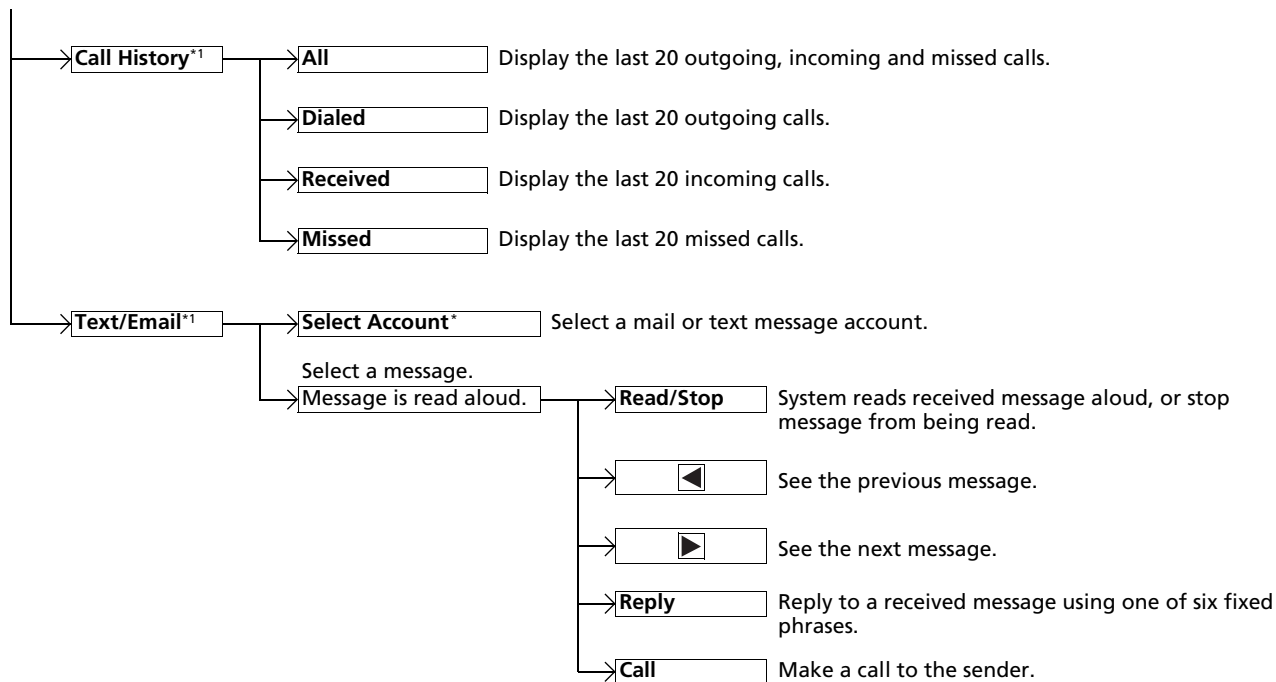 Call History*1
All
Display the last 20 outgoing, incoming and missed calls.
Dialed
Display the last 20 outgoing calls.
Received
Display the last 20 incoming calls.
Missed
Display the last 20 missed calls.
Text/Email*1
Select Account*
Select a mail or text message account.
Select a message.
Message is read aloud.
Read/Stop
System reads received message aloud, or stop
message from being read.
See the previous message.
See the next message.
Reply
Reply to a received message using one of six fixed
phrases.
Call
Make a call to the sender.